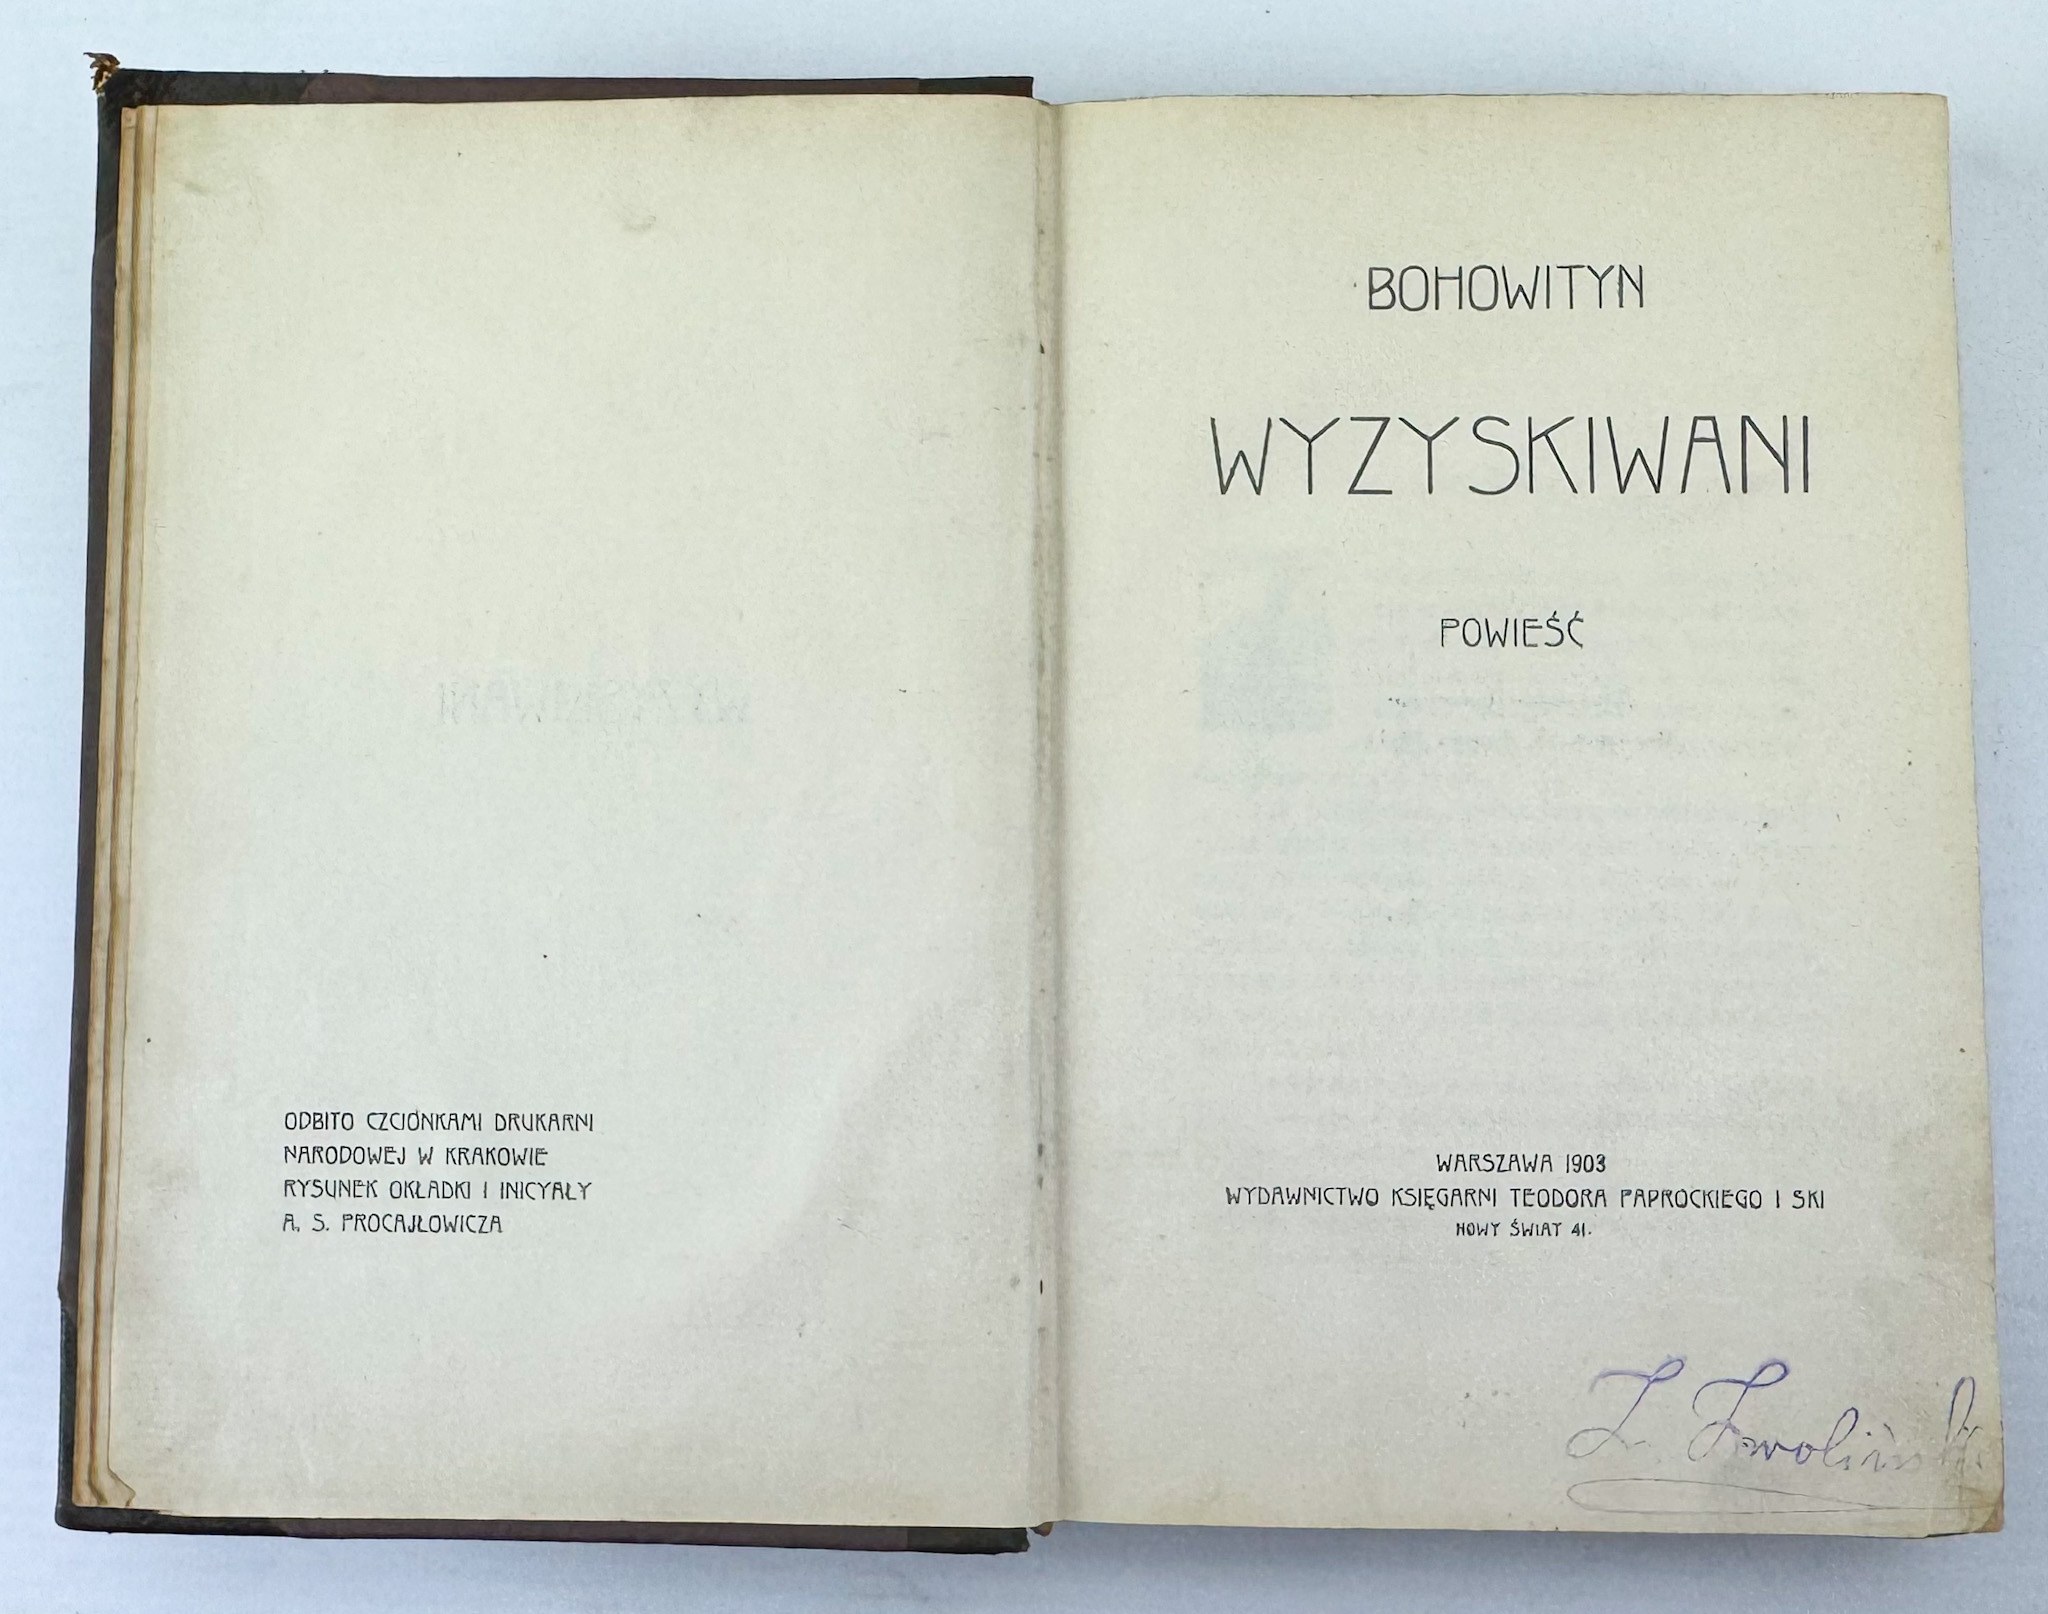 ODBITO CZCIONKAMI DRUKARNI
NARODOWEJ W KRAKOWIE
RYSUNEK OKŁADKI I INICYAŁY
A. S. PROCAJŁOWICZA
BOHOWITYN
WYZYSKIWANI
POWIEŚĆ
WARSZAWA 1903
WYDAWNICTWO KSIĘGARNI TEODORA PAPROCKIEGO I SKI
NOWY ŚWIAT 41.